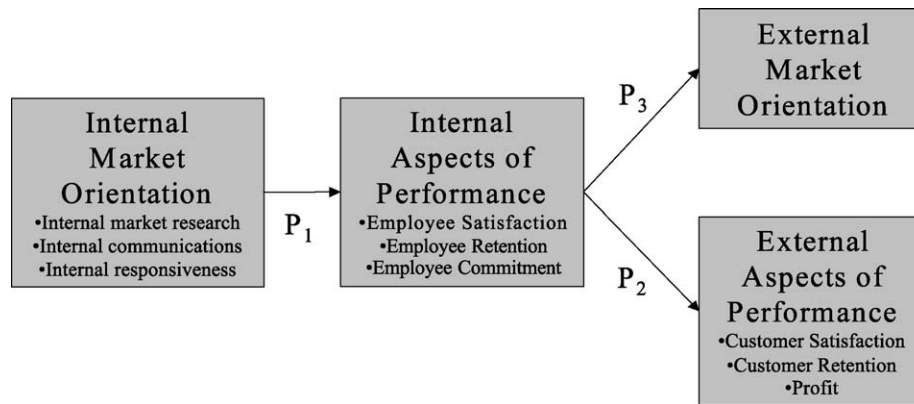 Internal
Market
Orientation
•Internal market research
•Internal communications
•Internal responsiveness
P1
Internal
Aspects of
Performance
•Employee Satisfaction
•Employee Retention
•Employee Commitment
P3
P2
External
Market
Orientation
External
Aspects of
Performance
•Customer Satisfaction
•Customer Retention
•Profit